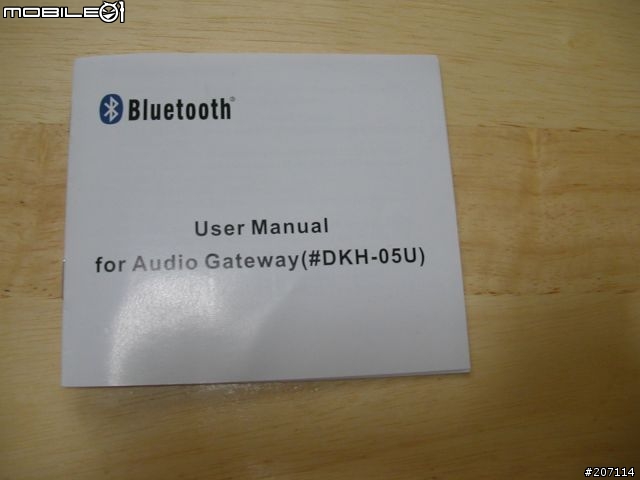 MOBILE01
Bluetooth®
User Manual
for Audio Gateway(#DKH-05U)
#207114